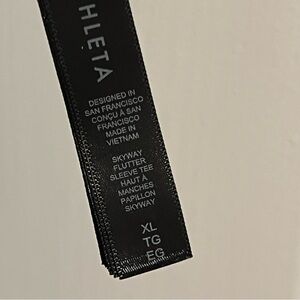 HLETA
DESIGNED IN
SAN FRANCISCO
CONÇU À SAN
FRANCISCO
MADE IN
VIETNAM
SKYWAY
FLUTTER
SLEEVE TEE
HAUT À
MANCHES
PAPILLON
SKYWAY
XL
TG
EG